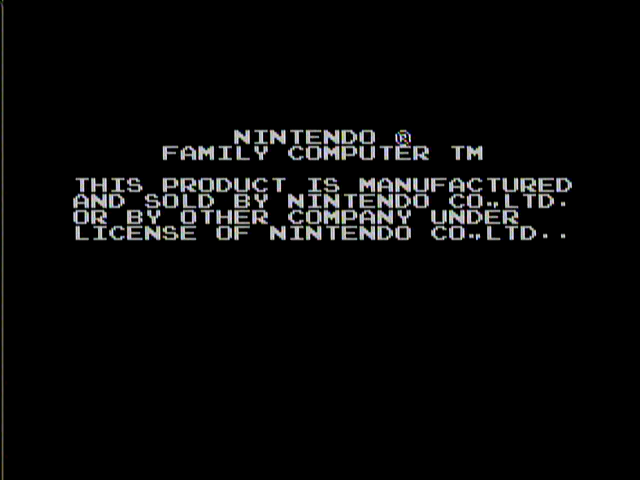 NINTENDO ®
FAMILY COMPUTER TM
THIS PRODUCT IS MANUFACTURED
AND SOLD BY NINTENDO CO.,LTD.
OR BY OTHER COMPANY UNDER
LICENSE OF NINTENDO CO.,LTD..